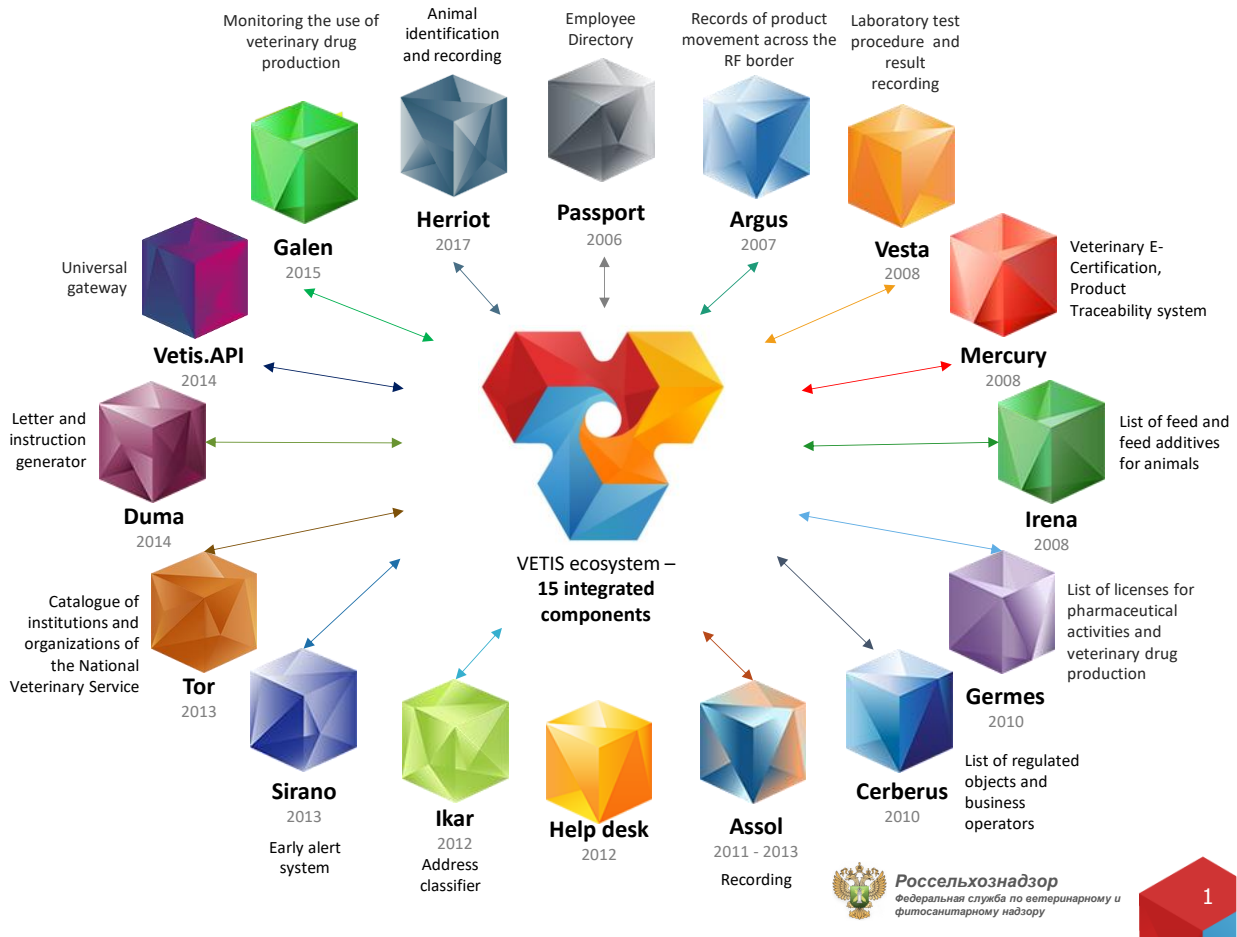 Monitoring the use of
veterinary drug
production
Galen
2015
Animal
identification
and recording
Herriot
2017
Employee
Directory
Passport
2006
Records of product
movement across the
RF border
Argus
2007
Laboratory test
procedure and
result
recording
Vesta
2008
Veterinary E-
Certification,
Product
Traceability system
Mercury
2008
List of feed and
feed additives
for animals
Irena
2008
List of licenses for
pharmaceutical
activities and
veterinary drug
production
Germes
2010
List of regulated
objects and
business
operators
Cerberus
2010
Assol
2011 - 2013
Recording
Help desk
2012
Ikar
2012
Address
classifier
Sirano
2013
Early alert
system
Catalogue of
institutions and
organizations of
the National
Veterinary Service
Tor
2013
Letter and
instruction
generator
Duma
2014
Universal
gateway
Vetis.API
2014
VETIS ecosystem –
15 integrated
components
Россельхознадзор
Федеральная служба по ветеринарному и
фитосанитарному надзору
1